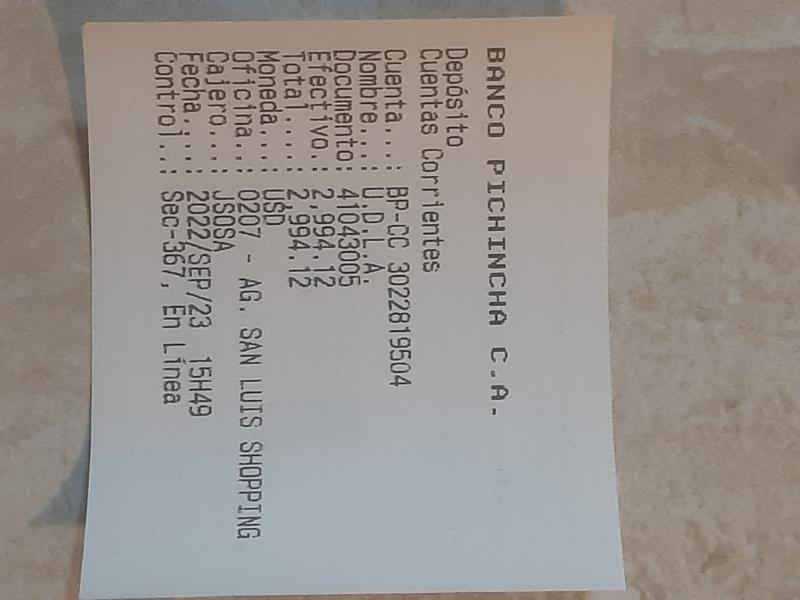 BANCO PICHINCHA C.A.
Depósito
Cuentas Corrientes
Cuenta...: BP-CC 3022819504
Nombre...: U.D.L.A.
Documento: 41043005
Efectivo.: 2,994.12
Total....: 2,994.12
Moneda...: USD
Oficina..: 0207 - AG. SAN LUIS SHOPPING
Cajero...: JSOSA
Fecha....: 2022/SEP/23 15H49
Control..: Sec-367, En Línea